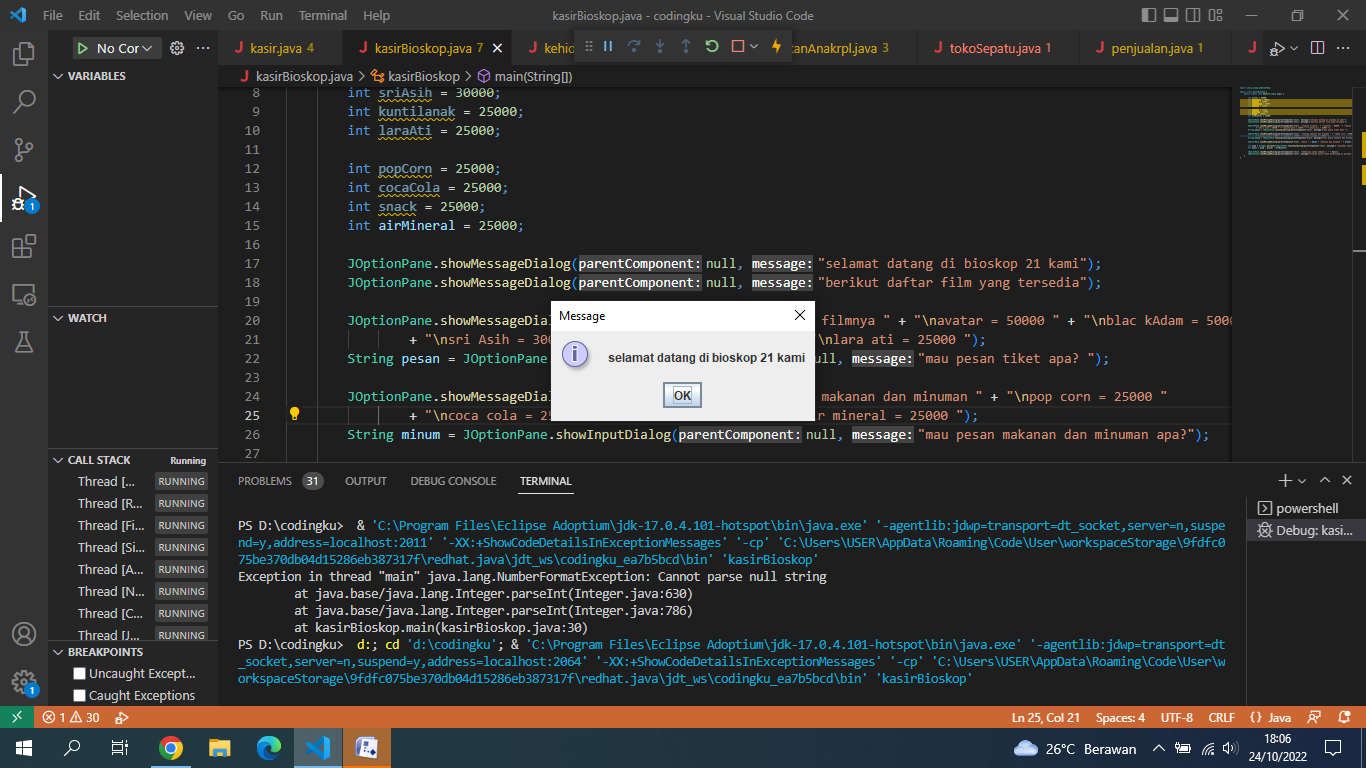 File Edit Selection View Go Run Terminal Help kasirBioskop.java - codingku - Visual Studio Code
No Cor
kasir.java 4 kasirBioskop.java 7 kehid tanAnakrpl.java 3 tokoSepatu.java 1 penjualan.java 1
VARIABLES
kasirBioskop.java > kasirBioskop > main(String[])
8 int sriAsih = 30000;
9 int kuntilanak = 25000;
10 int laraAti = 25000;
11
12 int popCorn = 25000;
13 int cocaCola = 25000;
14 int snack = 25000;
15 int airMineral = 25000;
16
17 JOptionPane.showMessageDialog(parentComponent: null, message: "selamat datang di bioskop 21 kami");
18 JOptionPane.showMessageDialog(parentComponent: null, message: "berikut daftar film yang tersedia");
19
20 JOptionPane.showMessageDia filmnya " + "\navatar = 50000 " + "\nblac kAdam = 5000
21 + "\nsri Asih = 300 \nlara ati = 25000 ");
22 String pesan = JOptionPane. ull, message: "mau pesan tiket apa? ");
23
24 JOptionPane.showMessageDia makanan dan minuman " + "\npop corn = 25000 "
25 + "\ncoca cola = 25 r mineral = 25000 ");
26 String minum = JOptionPane.showInputDialog(parentComponent: null, message: "mau pesan makanan dan minuman apa?");
27
Message
selamat datang di bioskop 21 kami
OK
WATCH
CALL STACK Running
Thread [... RUNNING
Thread [R... RUNNING
Thread [Fi... RUNNING
Thread [Si... RUNNING
Thread [A... RUNNING
Thread [N... RUNNING
Thread [C... RUNNING
Thread [J... RUNNING
BREAKPOINTS
Uncaught Except...
Caught Exceptions
PROBLEMS 31 OUTPUT DEBUG CONSOLE TERMINAL
powershell
Debug: kasi...
PS D:\codingku> & 'C:\Program Files\Eclipse Adoptium\jdk-17.0.4.101-hotspot\bin\java.exe' '-agentlib:jdwp=transport=dt_socket,server=n,suspe
nd=y,address=localhost:2011' '-XX:+ShowCodeDetailsInExceptionMessages' '-cp' 'C:\Users\USER\AppData\Roaming\Code\User\workspaceStorage\9fdfc0
75be370db04d15286eb387317f\redhat.java\jdt_ws\codingku_ea7b5bcd\bin' 'kasirBioskop'
Exception in thread "main" java.lang.NumberFormatException: Cannot parse null string
at java.base/java.lang.Integer.parseInt(Integer.java:630)
at java.base/java.lang.Integer.parseInt(Integer.java:786)
at kasirBioskop.main(kasirBioskop.java:30)
PS D:\codingku> d:; cd 'd:\codingku'; & 'C:\Program Files\Eclipse Adoptium\jdk-17.0.4.101-hotspot\bin\java.exe' '-agentlib:jdwp=transport=dt
_socket,server=n,suspend=y,address=localhost:2064' '-XX:+ShowCodeDetailsInExceptionMessages' '-cp' 'C:\Users\USER\AppData\Roaming\Code\User\w
orkspaceStorage\9fdfc075be370db04d15286eb387317f\redhat.java\jdt_ws\codingku_ea7b5bcd\bin' 'kasirBioskop'
1 30 Ln 25, Col 21 Spaces: 4 UTF-8 CRLF {} Java
26°C Berawan 18:06
24/10/2022